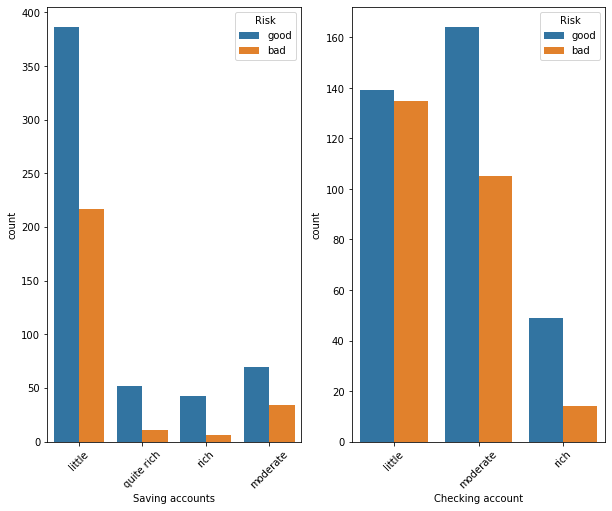 400
350
300
250
200
150
100
50
0
count
little
quite rich
rich
moderate
Saving accounts
Risk
good
bad
160
140
120
100
80
60
40
20
0
count
little
moderate
rich
Checking account
Risk
good
bad